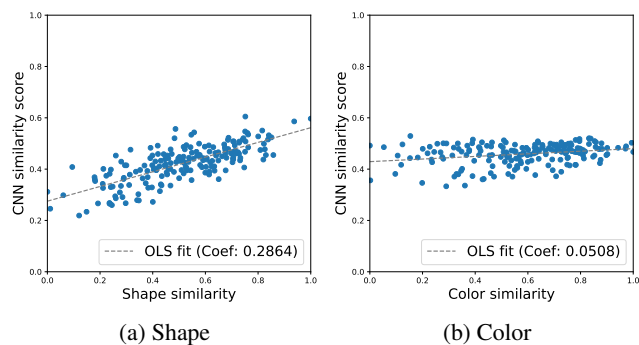 1.0
0.8
0.6
0.4
0.2
0.0
CNN similarity score
OLS fit (Coef: 0.2864)
0.0 0.2 0.4 0.6 0.8 1.0
Shape similarity
(a) Shape
1.0
0.8
0.6
0.4
0.2
0.0
CNN similarity score
OLS fit (Coef: 0.0508)
0.0 0.2 0.4 0.6 0.8 1.0
Color similarity
(b) Color